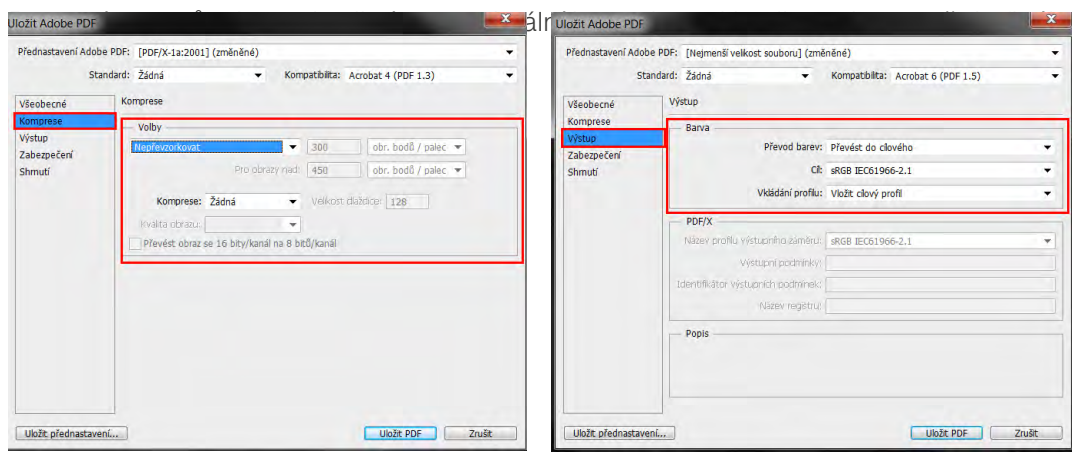 Uložit Adobe PDF
Přednastavení Adobe PDF: [PDF/X-1a:2001] (změněné)
Standard: Žádná Kompatibilita: Acrobat 4 (PDF 1.3)
Všeobecné
Komprese
Výstup
Zabezpečení
Shrnutí
Komprese
Volby
Nepřevzorkovat 300 obr. bodů / palec
Pro obrazy nad: 450 obr. bodů / palec
Komprese: Žádná Velikost dlaždice: 128
Kvalita obrazu:
Převést obraz se 16 bity/kanál na 8 bitů/kanál
Uložit přednastavení... Uložit PDF Zrušit
Uložit Adobe PDF
Přednastavení Adobe PDF: [Nejmenší velikost souboru] (změněné)
Standard: Žádná Kompatibilita: Acrobat 6 (PDF 1.5)
Všeobecné
Komprese
Výstup
Zabezpečení
Shrnutí
Výstup
Barva
Převod barev: Převést do cílového
Cíl: sRGB IEC61966-2.1
Vkládání profilu: Vložit cílový profil
PDF/X
Název profilu výstupního záměru: sRGB IEC61966-2.1
Výstupní podmínky:
Identifikátor výstupních podmínek:
Název registru:
Popis
Uložit přednastavení... Uložit PDF Zrušit